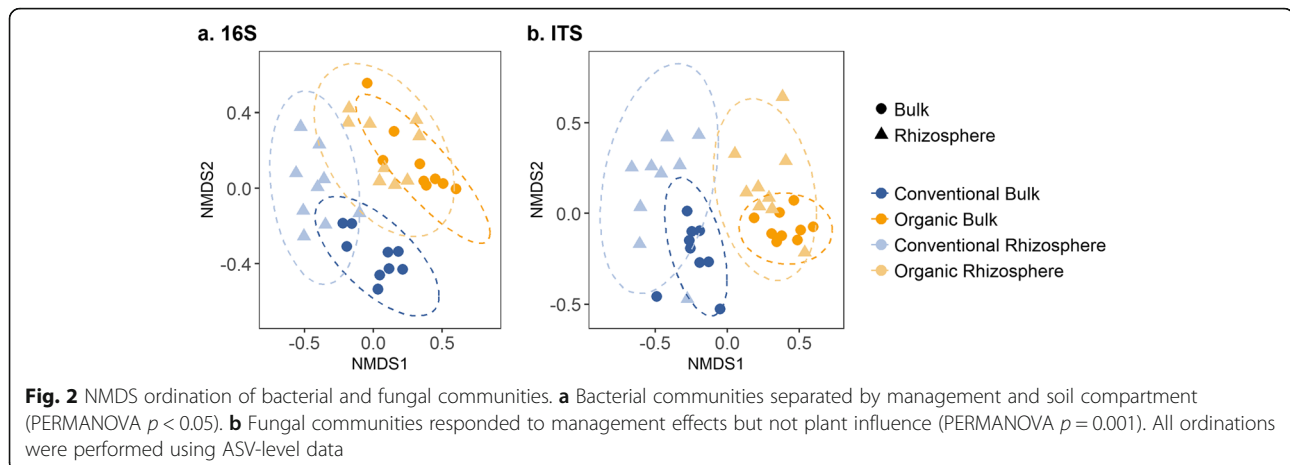 a. 16S
b. ITS
NMDS2
0.4
0.0
-0.4
-0.5
0.0
0.5
NMDS1
NMDS2
0.5
0.0
-0.5
-0.5
0.0
0.5
NMDS1
Bulk
Rhizosphere
Conventional Bulk
Organic Bulk
Conventional Rhizosphere
Organic Rhizosphere
Fig. 2 NMDS ordination of bacterial and fungal communities. a Bacterial communities separated by management and soil compartment
(PERMANOVA p < 0.05). b Fungal communities responded to management effects but not plant influence (PERMANOVA p = 0.001). All ordinations
were performed using ASV-level data